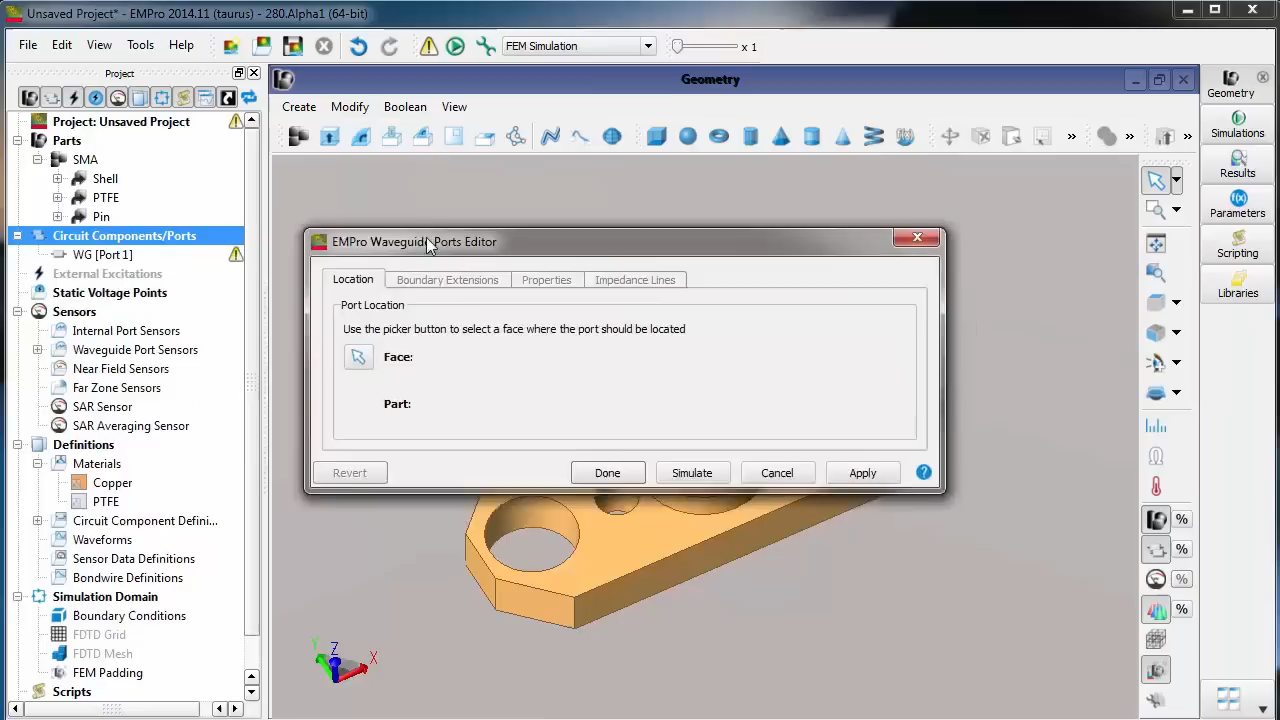 Unsaved Project* - EMPro 2014.11 (taurus) - 280.Alpha1 (64-bit)
File Edit View Tools Help
FEM Simulation
x 1
Project
Project: Unsaved Project
Parts
SMA
Shell
PTFE
Pin
Circuit Components/Ports
WG [Port 1]
External Excitations
Static Voltage Points
Sensors
Internal Port Sensors
Waveguide Port Sensors
Near Field Sensors
Far Zone Sensors
SAR Sensor
SAR Averaging Sensor
Definitions
Materials
Copper
PTFE
Circuit Component Defini...
Waveforms
Sensor Data Definitions
Bondwire Definitions
Simulation Domain
Boundary Conditions
FDTD Grid
FDTD Mesh
FEM Padding
Scripts
Geometry
Create Modify Boolean View
EMPro Waveguide Ports Editor
Location Boundary Extensions Properties Impedance Lines
Port Location
Use the picker button to select a face where the port should be located
Face:
Part:
Revert Done Simulate Cancel Apply
Y Z X
Geometry
Simulations
Results
f(x)
Parameters
Scripting
Libraries
%
%
%
%